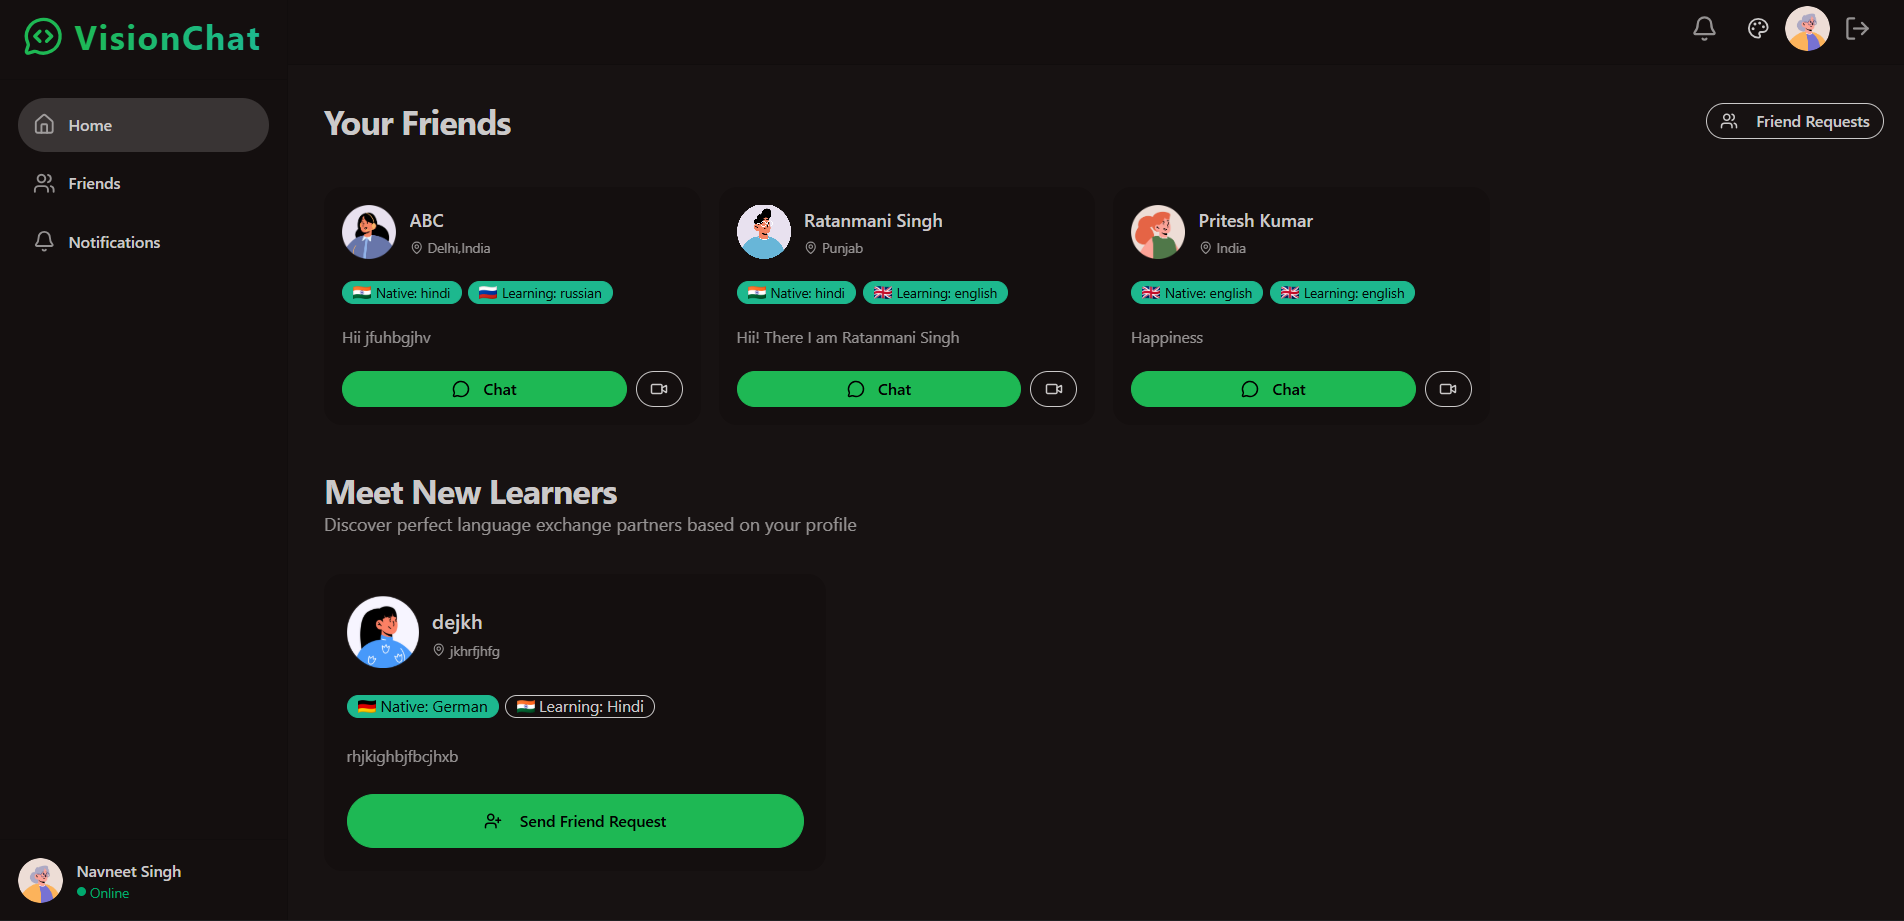 VisionChat
Home
Friends
Notifications
Your Friends
Friend Requests
ABC
Delhi,India
Native: hindi Learning: russian
Hii jfuhbgjhv
Chat
Ratanmani Singh
Punjab
Native: hindi Learning: english
Hii! There I am Ratanmani Singh
Chat
Pritesh Kumar
India
Native: english Learning: english
Happiness
Chat
Meet New Learners
Discover perfect language exchange partners based on your profile
dejkh
jkhrfjhfg
Native: German Learning: Hindi
rhjkighbjfbcjhxb
Send Friend Request
Navneet Singh
Online